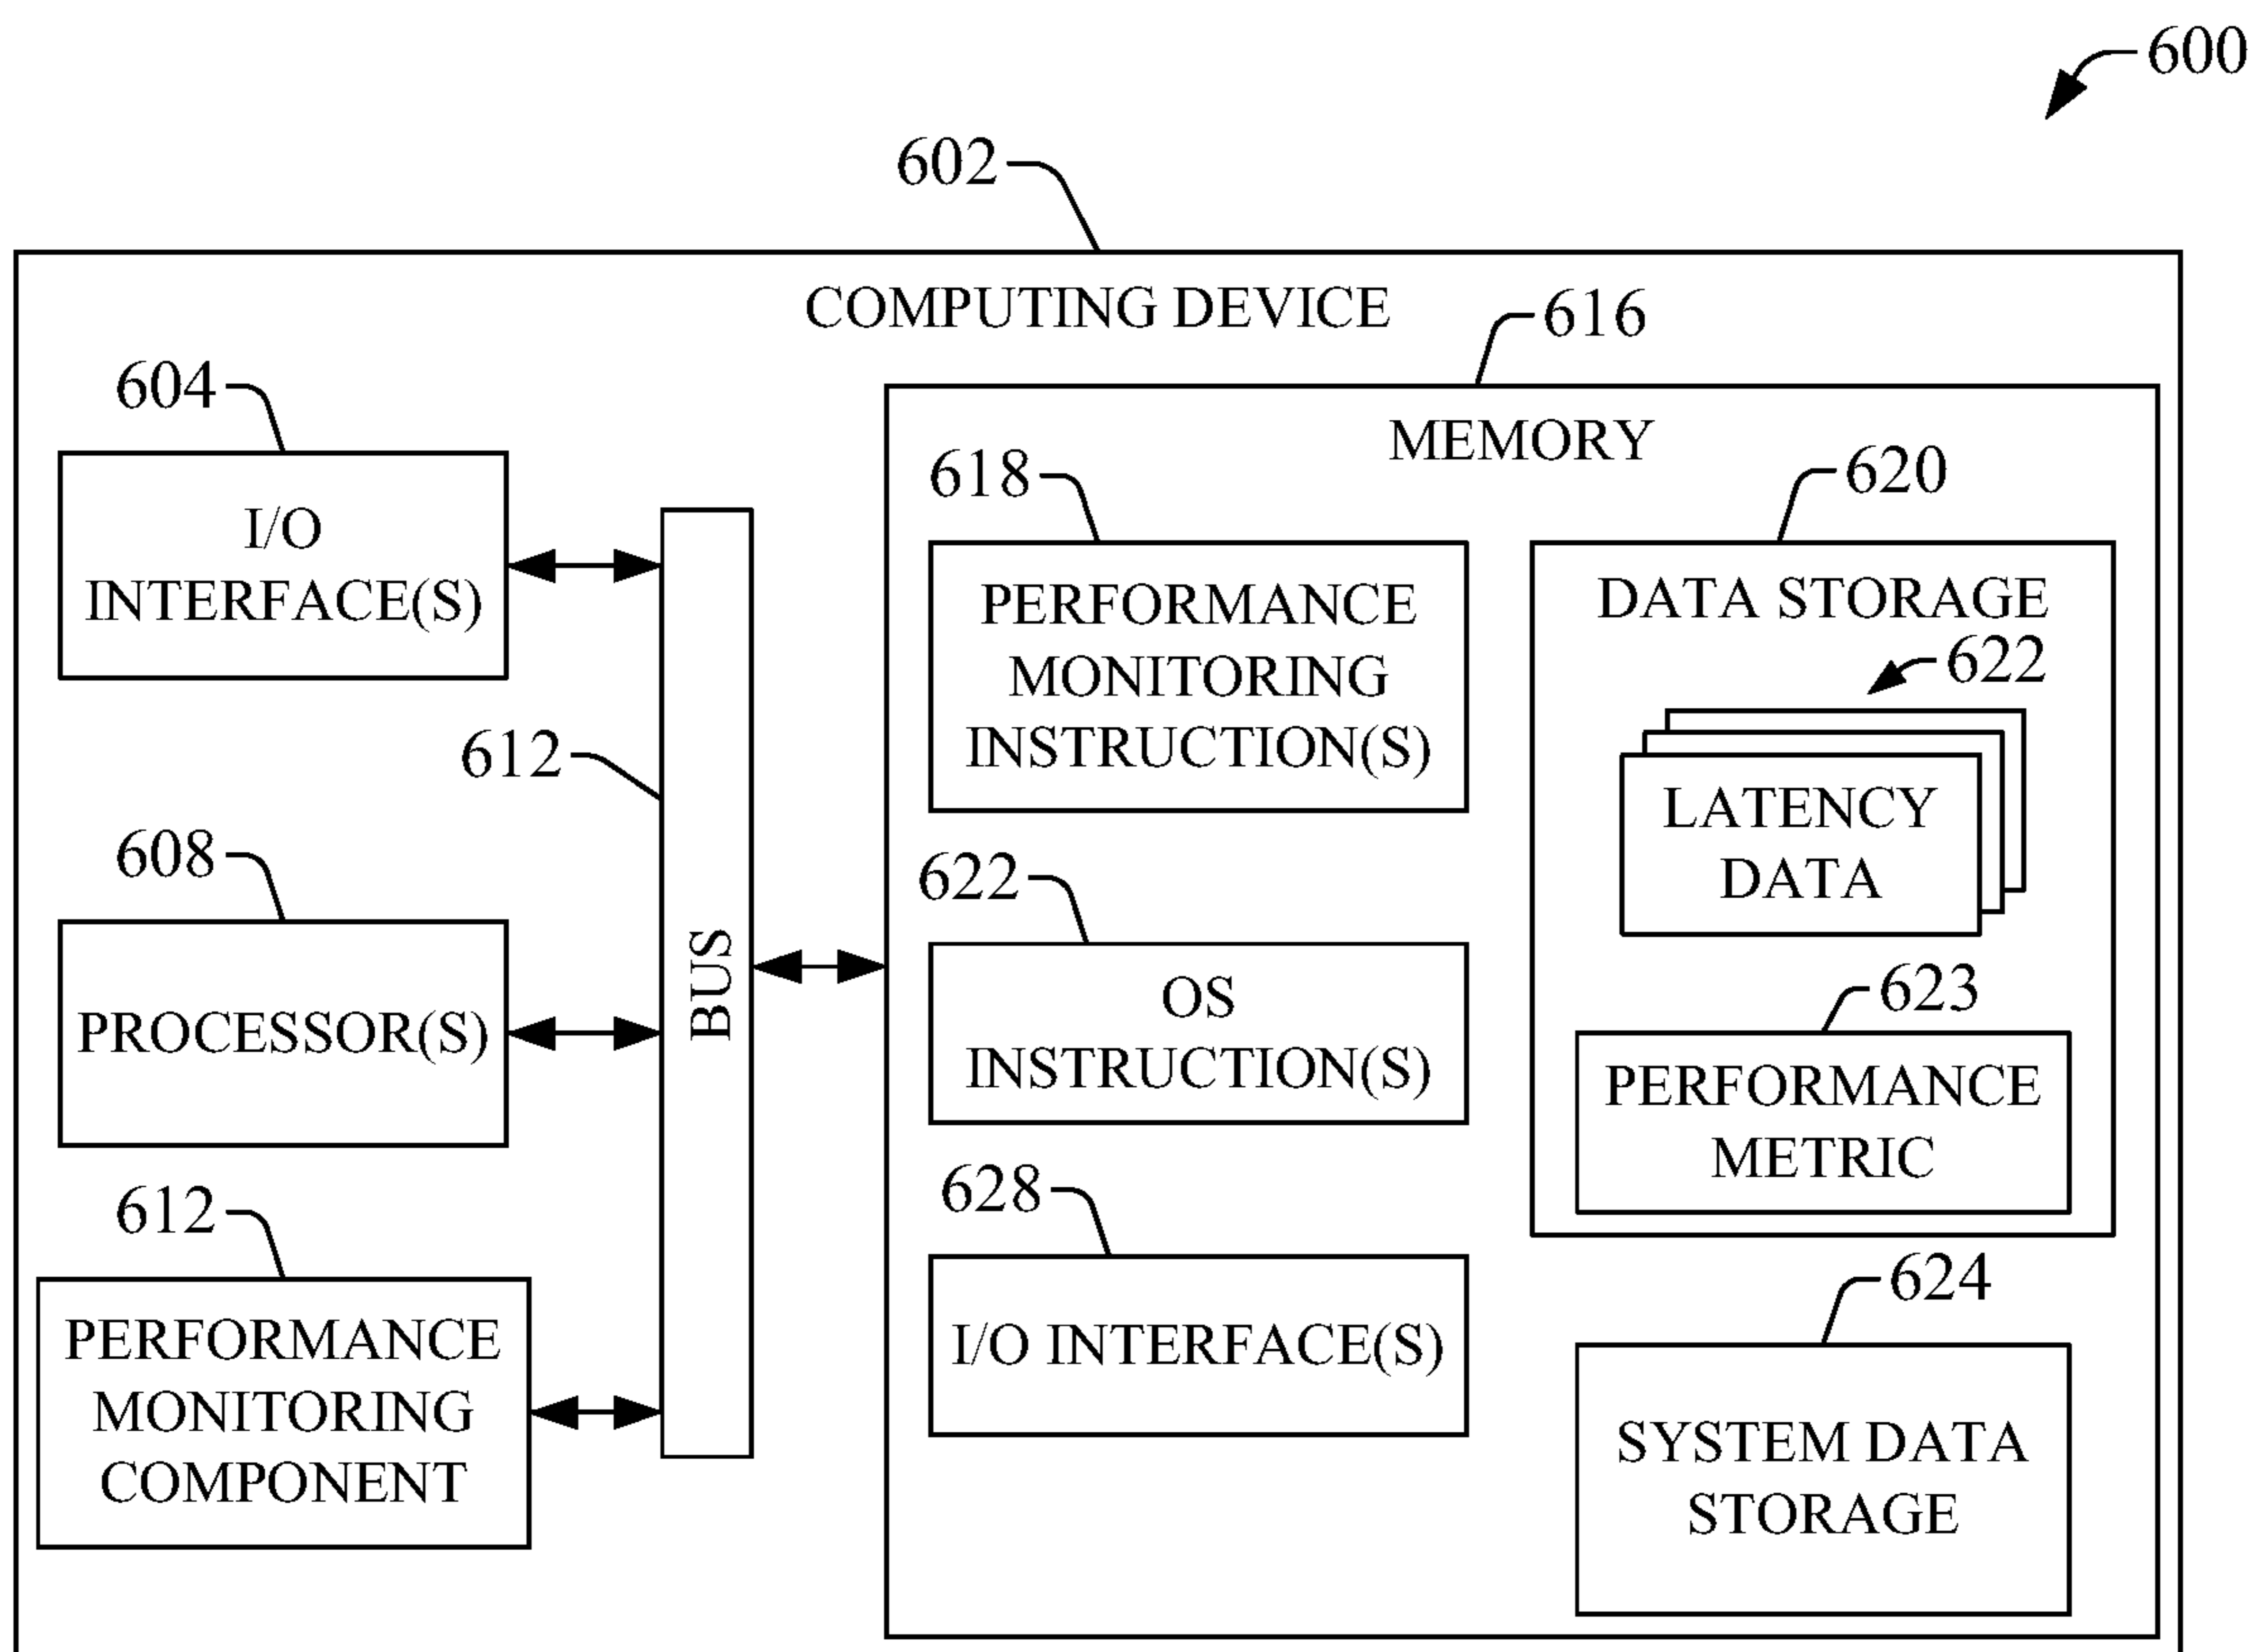 600
602
COMPUTING DEVICE
616
604
I/O
INTERFACE(S)
612
BUS
608
PROCESSOR(S)
612
PERFORMANCE
MONITORING
COMPONENT
MEMORY
618
PERFORMANCE
MONITORING
INSTRUCTION(S)
622
OS
INSTRUCTION(S)
628
I/O INTERFACE(S)
620
DATA STORAGE
622
LATENCY
DATA
623
PERFORMANCE
METRIC
624
SYSTEM DATA
STORAGE